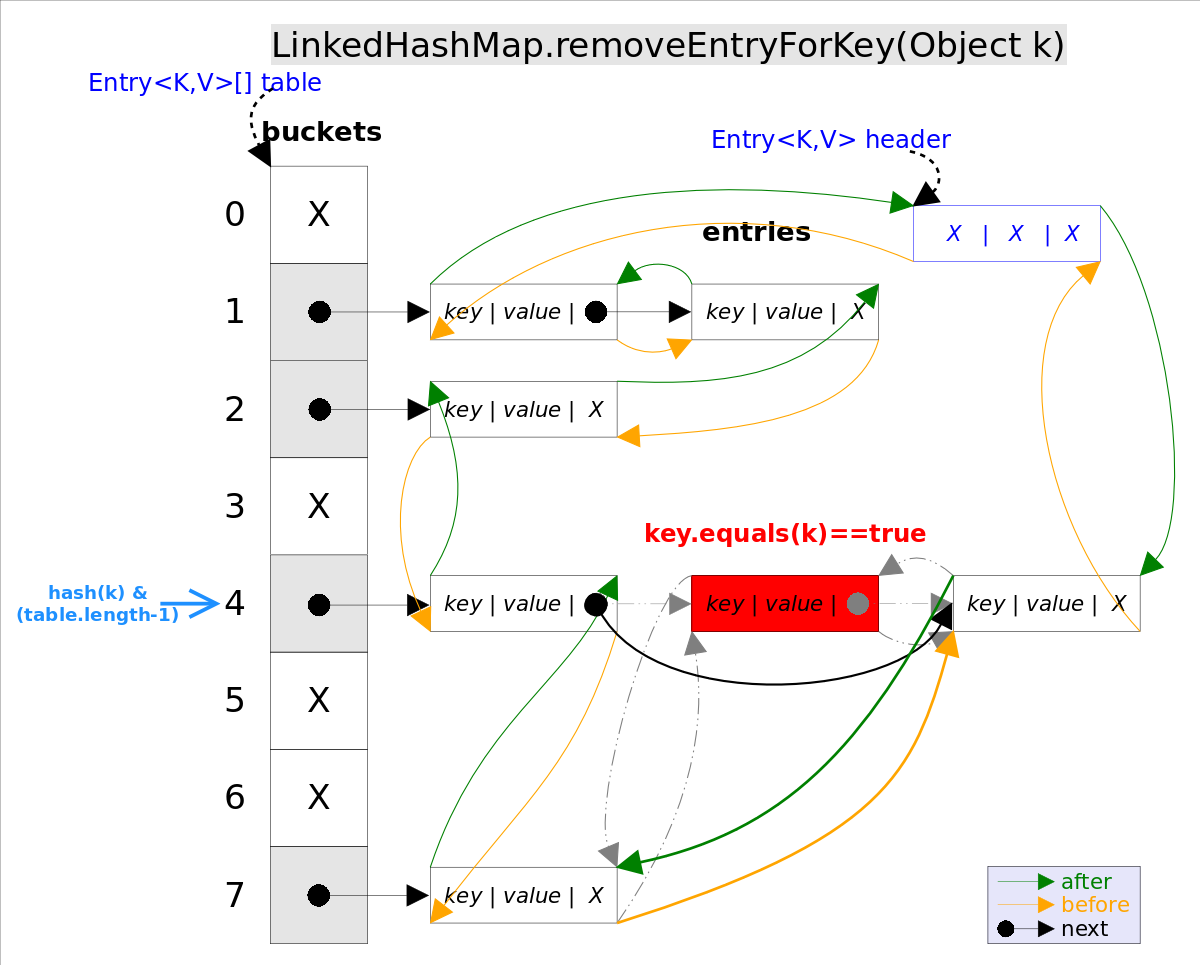 LinkedHashMap.removeEntryForKey(Object k)
Entry<K,V>[] table
buckets
Entry<K,V> header
0 X
X | X | X
entries
1 key | value | key | value | X
2 key | value | X
3 X
key.equals(k)==true
hash(k) &
(table.length-1)
4 key | value | key | value | key | value | X
5 X
6 X
7 key | value | X
after
before
next